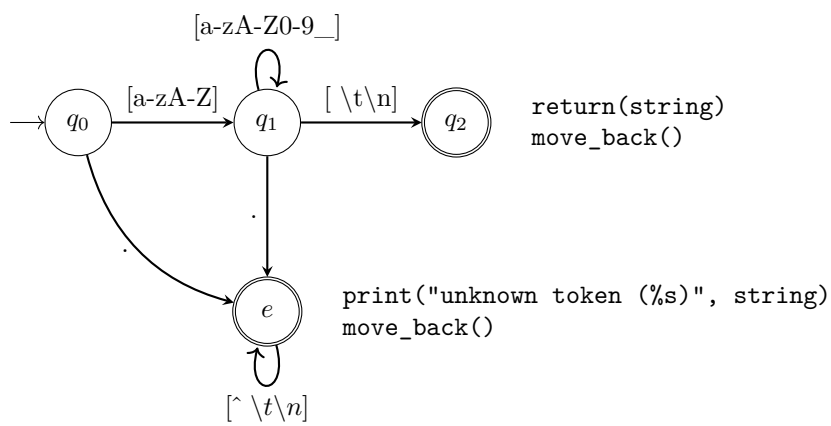 [a-zA-Z0-9_]
[a-zA-Z]
[ \t\n]
q0
q1
q2
return(string)
move_back()
.
.
e
print("unknown token (%s)", string)
move_back()
[^ \t\n]